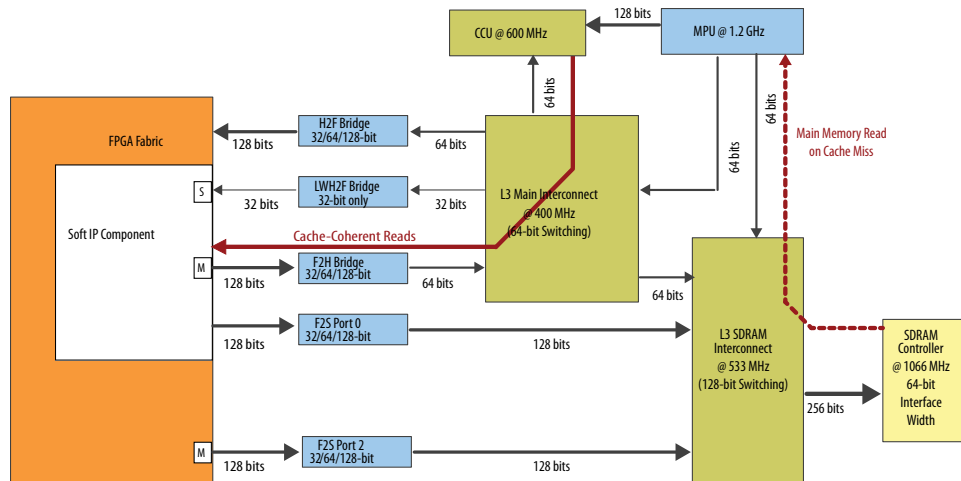 128 bits
CCU @ 600 MHz
MPU @ 1.2 GHz
64 bits
64 bits
Main Memory Read
on Cache Miss
FPGA Fabric
H2F Bridge
32/64/128-bit
128 bits
64 bits
64 bits
S
LWH2F Bridge
32-bit only
32 bits
32 bits
L3 Main Interconnect
@ 400 MHz
(64-bit Switching)
Soft IP Component
Cache-Coherent Reads
M
F2H Bridge
32/64/128-bit
128 bits
64 bits
64 bits
F2S Port 0
32/64/128-bit
128 bits
128 bits
L3 SDRAM
Interconnect
@ 533 MHz
(128-bit Switching)
SDRAM
Controller
@ 1066 MHz
64-bit
Interface
Width
256 bits
M
F2S Port 2
32/64/128-bit
128 bits
128 bits